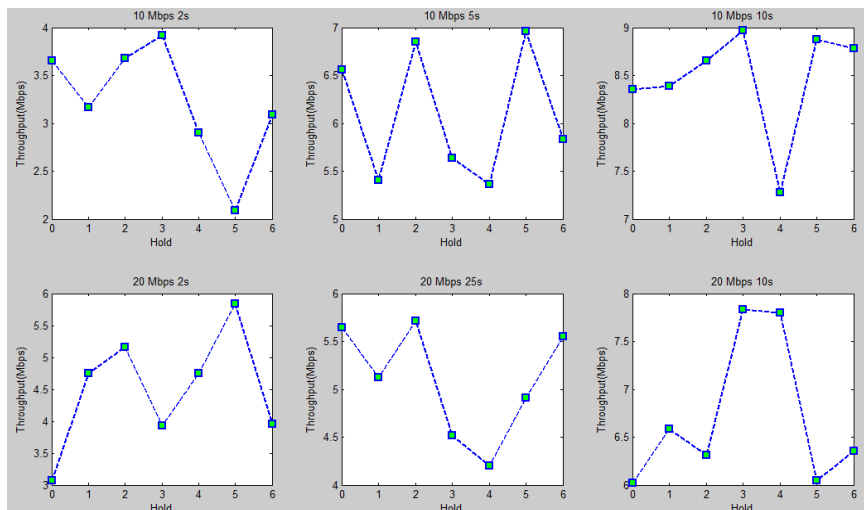 10 Mbps 2s
10 Mbps 5s
10 Mbps 10s
Throughput(Mbps)
4
3.5
3
2.5
2
0 1 2 3 4 5 6
Hold
Throughput(Mbps)
7
6.5
6
5.5
5
0 1 2 3 4 5 6
Hold
Throughput(Mbps)
9
8.5
8
7.5
7
0 1 2 3 4 5 6
Hold
20 Mbps 2s
20 Mbps 25s
20 Mbps 10s
Throughput(Mbps)
6
5.5
5
4.5
4
3.5
3
0 1 2 3 4 5 6
Hold
Throughput(Mbps)
6
5.5
5
4.5
4
0 1 2 3 4 5 6
Hold
Throughput(Mbps)
8
7.5
7
6.5
6
0 1 2 3 4 5 6
Hold